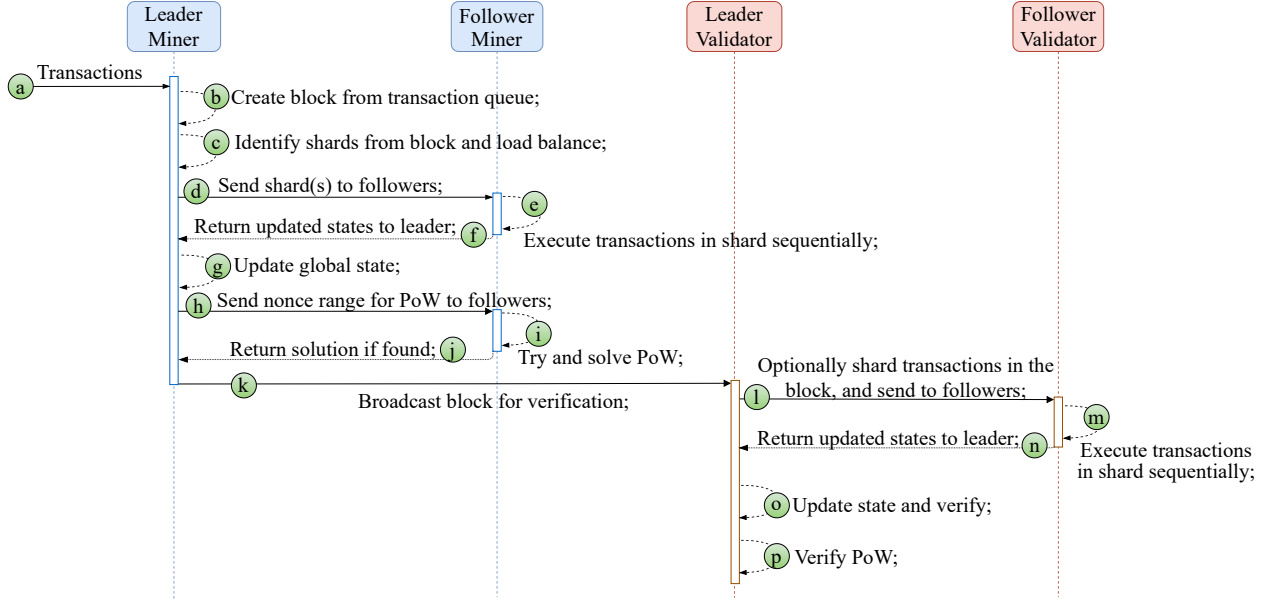 Leader
Miner
Follower
Miner
Leader
Validator
Follower
Validator
a Transactions
b Create block from transaction queue;
c Identify shards from block and load balance;
d Send shard(s) to followers;
e
Execute transactions in shard sequentially;
Return updated states to leader; f
g Update global state;
h Send nonce range for PoW to followers;
i
Try and solve PoW;
Return solution if found; j
k
Broadcast block for verification;
Optionally shard transactions in the
l block, and send to followers;
m
Execute transactions
in shard sequentially;
Return updated states to leader; n
o Update state and verify;
p Verify PoW;